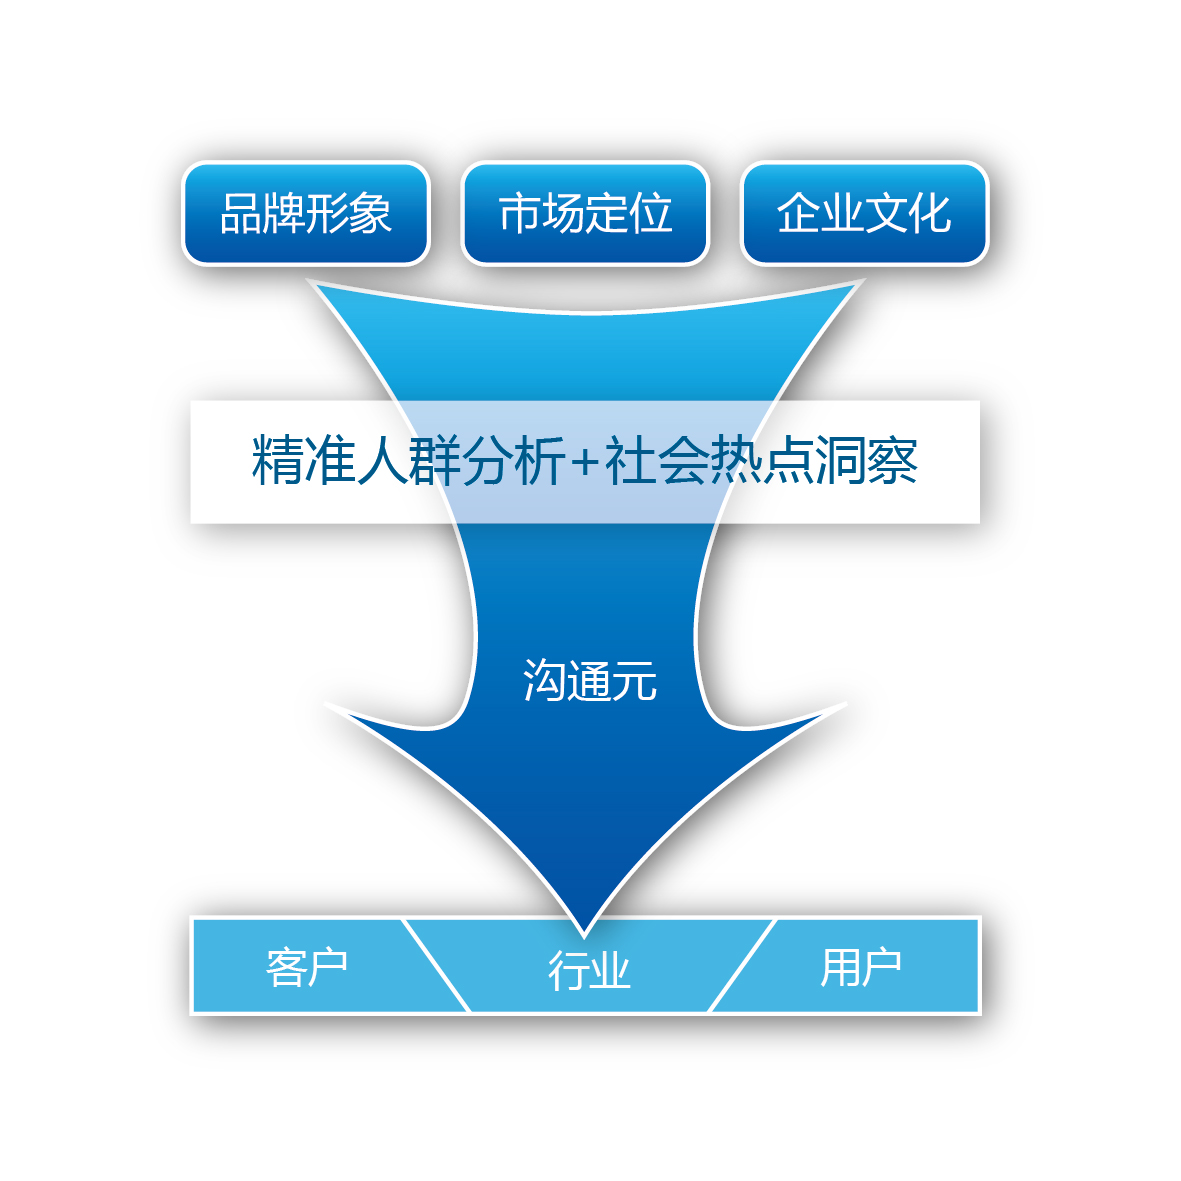 品牌形象
市场定位
企业文化
精准人群分析+社会热点洞察
沟通元
客户
行业
用户